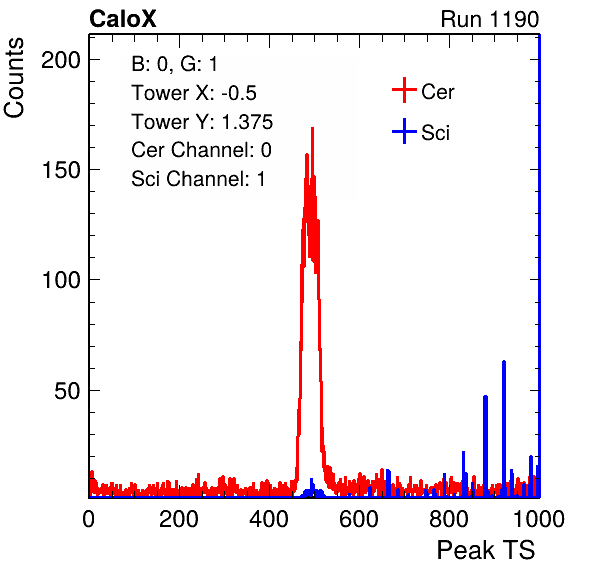 CaloX Run 1190
Counts
B: 0, G: 1
Tower X: -0.5
Tower Y: 1.375
Cer Channel: 0
Sci Channel: 1
Cer
Sci
200
150
100
50
0 200 400 600 800 1000
Peak TS